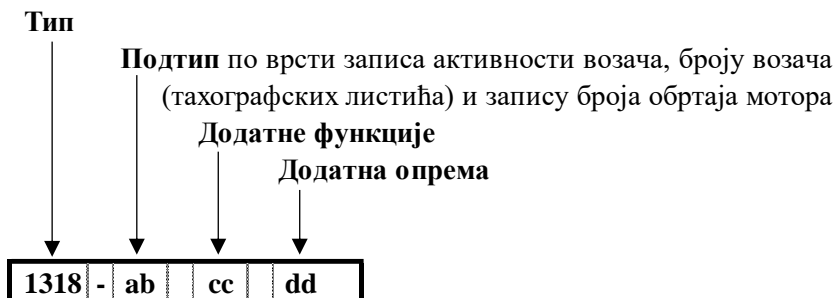 Тип
Подтип по врсти записа активности возача, броју возача
(тахографских листића) и запису броја обртаја мотора
Додатне функције
Додатна опрема
1318 - ab cc dd